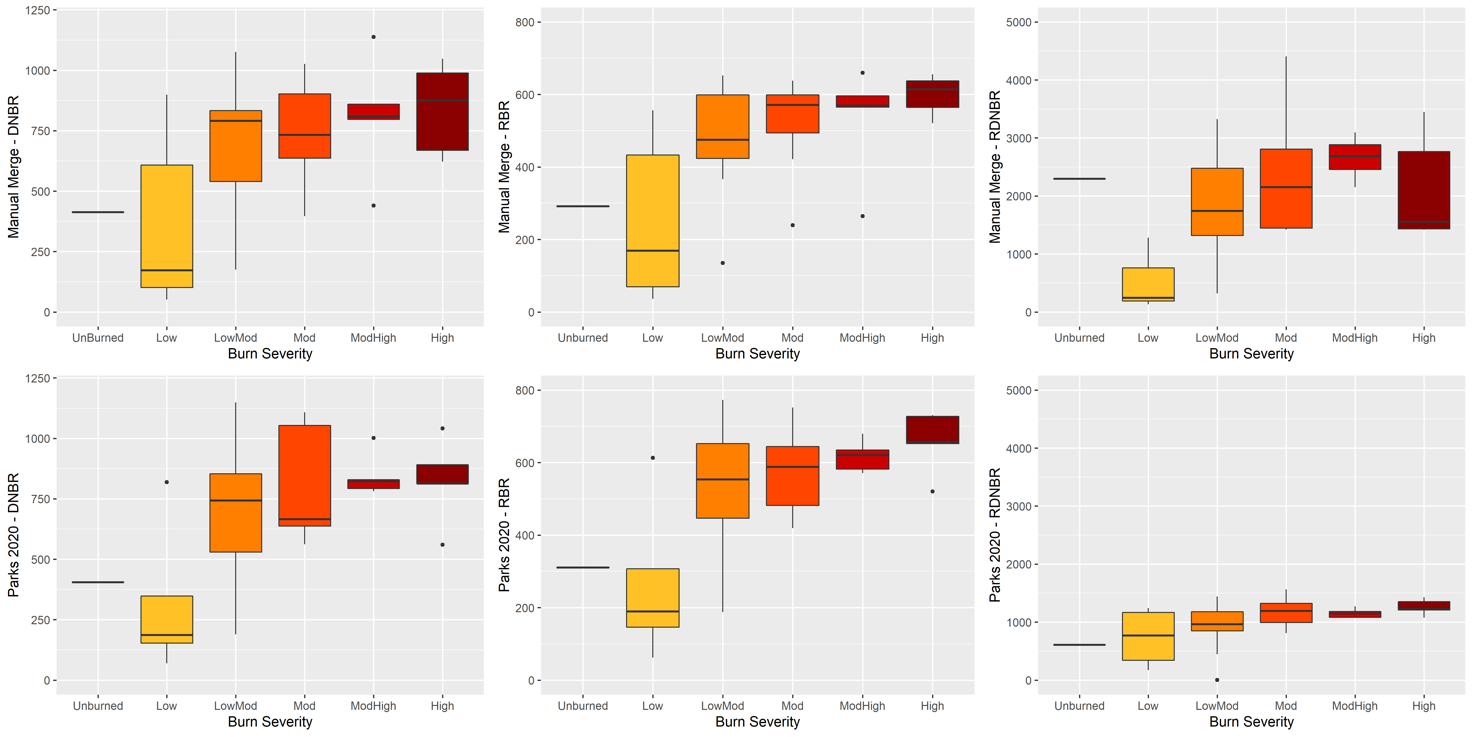 Manual Merge - DNBR
1250
1000
750
500
250
0
UnBurned Low LowMod Mod ModHigh High
Burn Severity
Manual Merge - RBR
800
600
400
200
0
Unburned Low LowMod Mod ModHigh High
Burn Severity
Manual Merge - RDNBR
5000
4000
3000
2000
1000
0
Unburned Low LowMod Mod ModHigh High
Burn Severity
Parks 2020 - DNBR
1250
1000
750
500
250
0
Unburned Low LowMod Mod ModHigh High
Burn Severity
Parks 2020 - RBR
800
600
400
200
0
Unburned Low LowMod Mod ModHigh High
Burn Severity
Parks 2020 - RDNBR
5000
4000
3000
2000
1000
0
Unburned Low LowMod Mod ModHigh High
Burn Severity